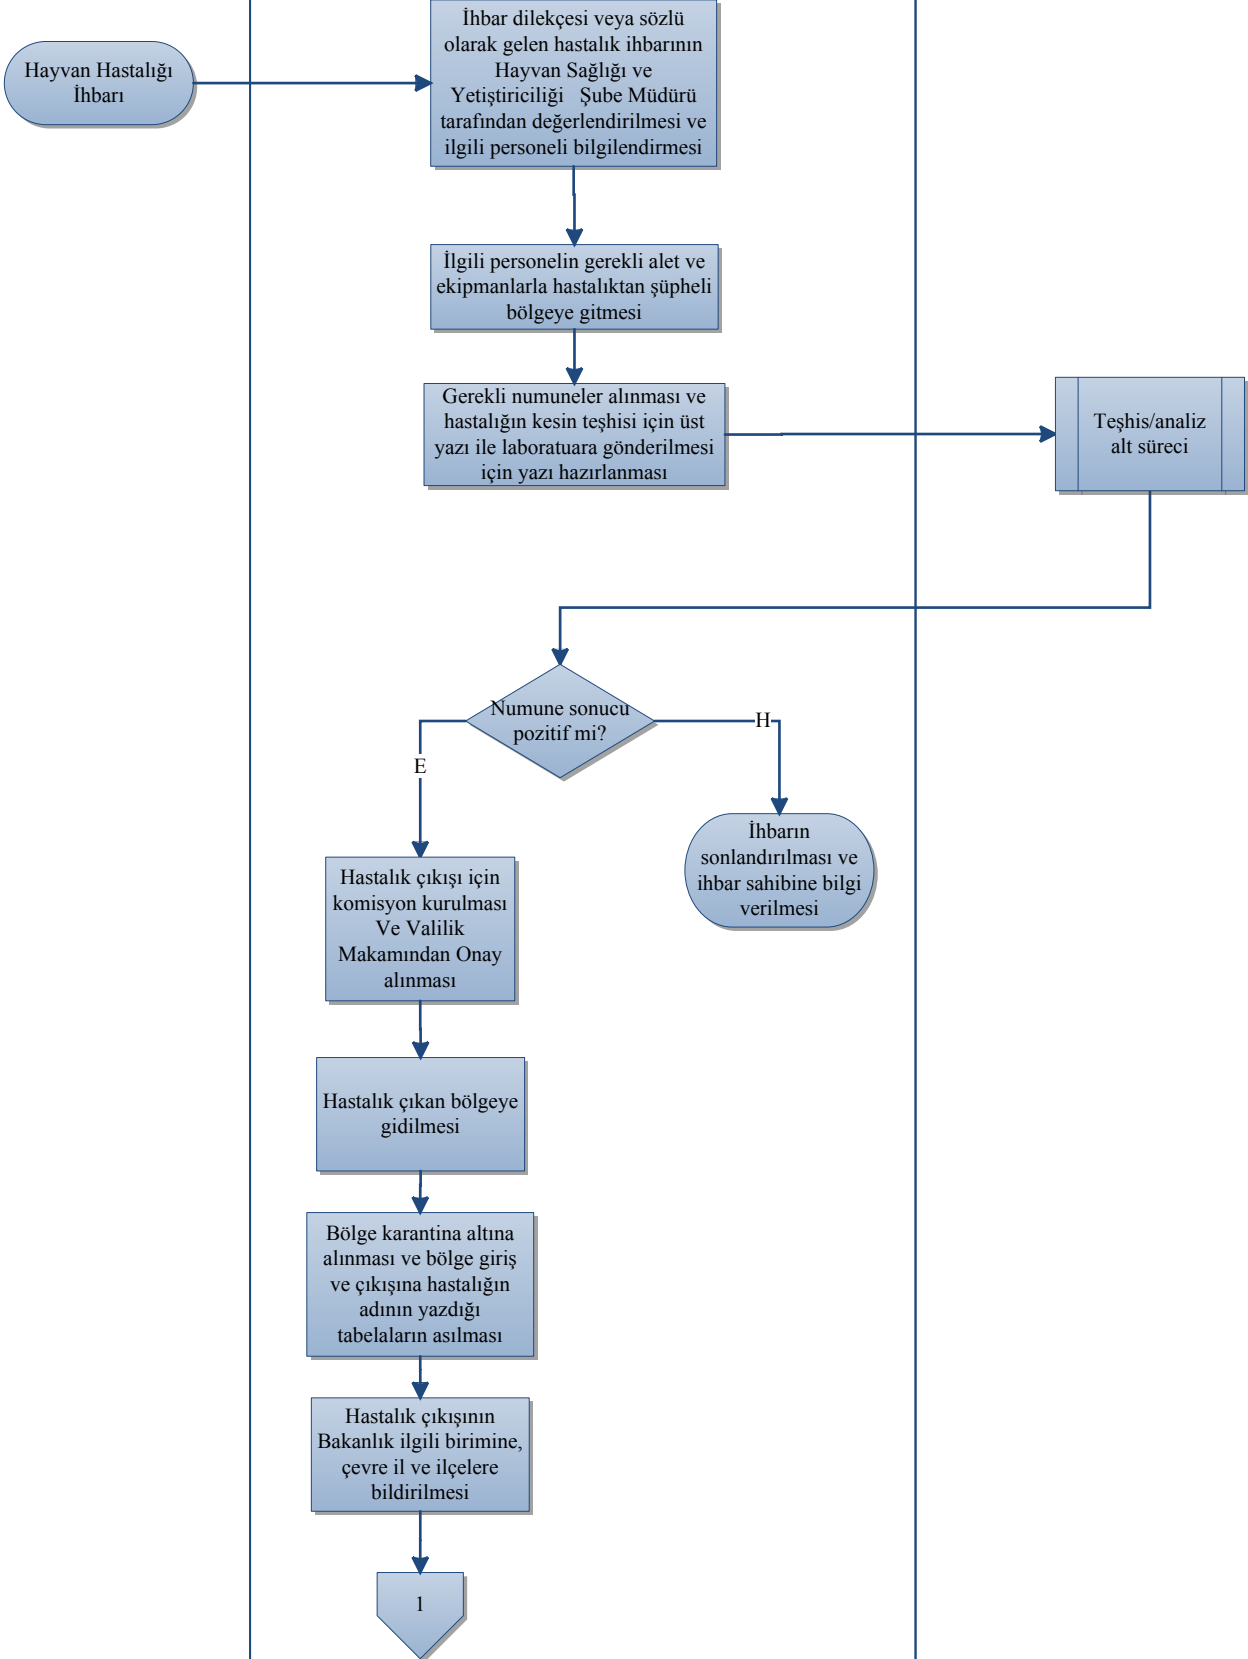 Hayvan Hastalığı
İhbarı
İhbar dilekçesi veya sözlü
olarak gelen hastalık ihbarının
Hayvan Sağlığı ve
Yetiştiriciliği Şube Müdürü
tarafından değerlendirilmesi ve
ilgili personeli bilgilendirmesi
İlgili personelin gerekli alet ve
ekipmanlarla hastalıktan şüpheli
bölgeye gitmesi
Gerekli numuneler alınması ve
hastalığın kesin teşhisi için üst
yazı ile laboratuara gönderilmesi
için yazı hazırlanması
Teşhis/analiz
alt süreci
Numune sonucu
pozitif mi?
H
E
İhbarın
sonlandırılması ve
ihbar sahibine bilgi
verilmesi
Hastalık çıkışı için
komisyon kurulması
Ve Valilik
Makamından Onay
alınması
Hastalık çıkan bölgeye
gidilmesi
Bölge karantina altına
alınması ve bölge giriş
ve çıkışına hastalığın
adının yazdığı
tabelaların asılması
Hastalık çıkışının
Bakanlık ilgili birimine,
çevre il ve ilçelere
bildirilmesi
1